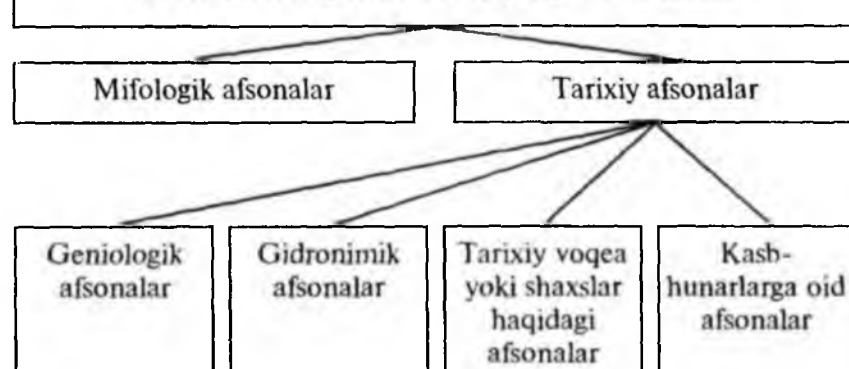 Mifologik afsonalar
Tarixiy afsonalar
Geniologik
afsonalar
Gidronimik
afsonalar
Tarixiy voqea
yoki shaxslar
haqidagi
afsonalar
Kasb-
hunarlarga oid
afsonalar